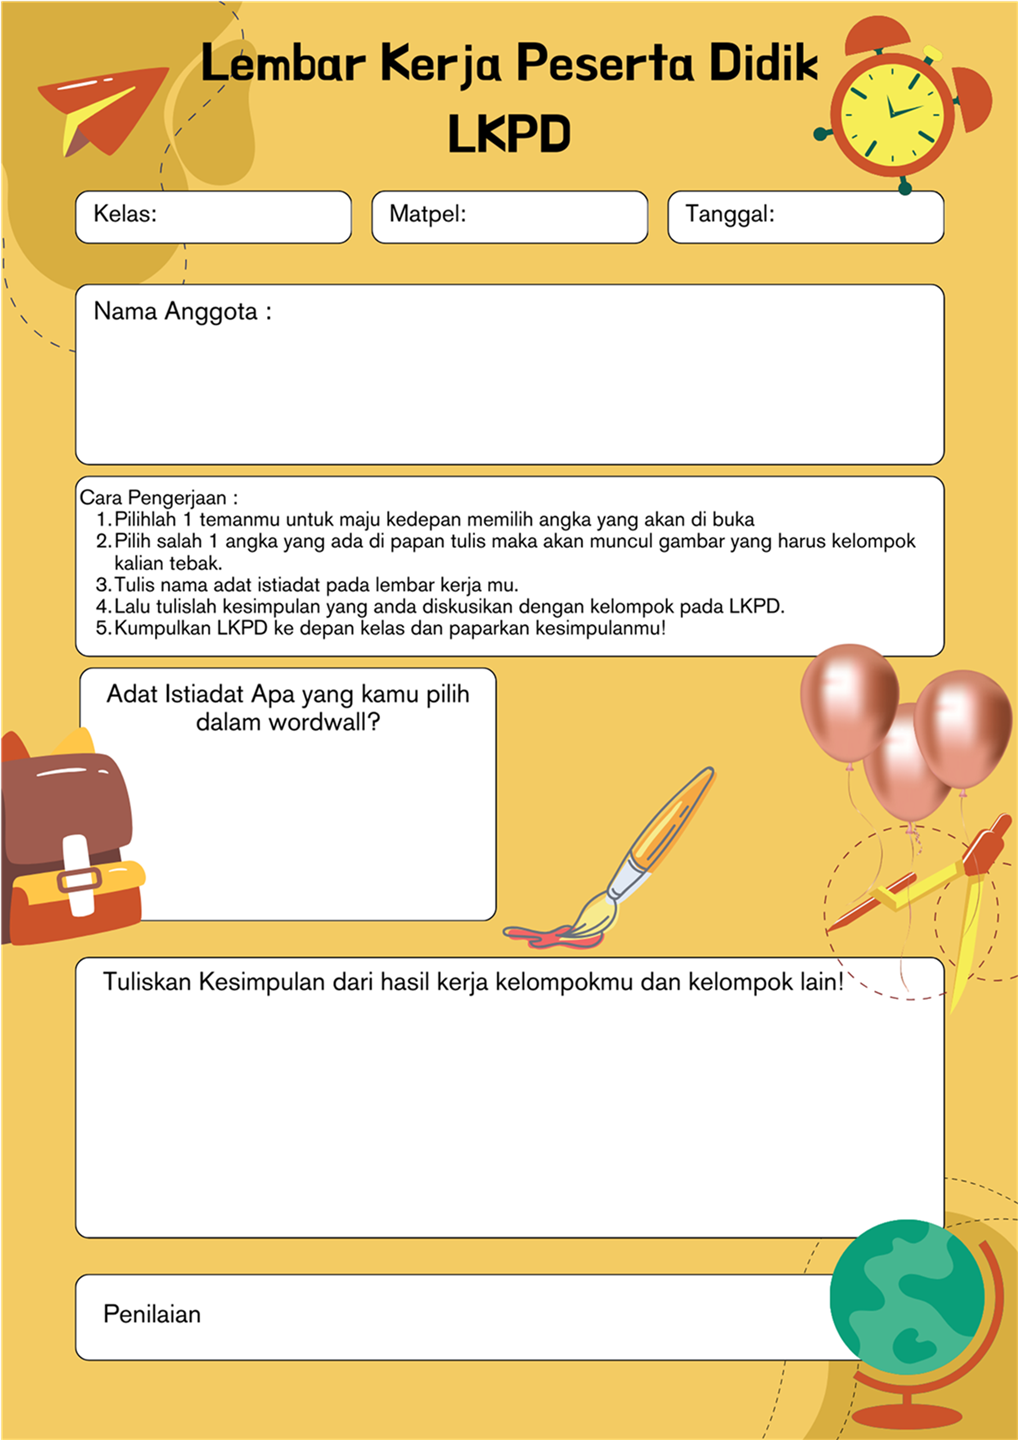 Lembar Kerja Peserta Didik
LKPD
Kelas:
Matpel:
Tanggal:
Nama Anggota :
Cara Pengerjaan :
1. Pilihlah 1 temanmu untuk maju kedepan memilih angka yang akan di buka
2. Pilih salah 1 angka yang ada di papan tulis maka akan muncul gambar yang harus kelompok
kalian tebak.
3. Tulis nama adat istiadat pada lembar kerja mu.
4. Lalu tulislah kesimpulan yang anda diskusikan dengan kelompok pada LKPD.
5. Kumpulkan LKPD ke depan kelas dan paparkan kesimpulanmu!
Adat Istiadat Apa yang kamu pilih
dalam wordwall?
Tuliskan Kesimpulan dari hasil kerja kelompokmu dan kelompok lain!
Penilaian